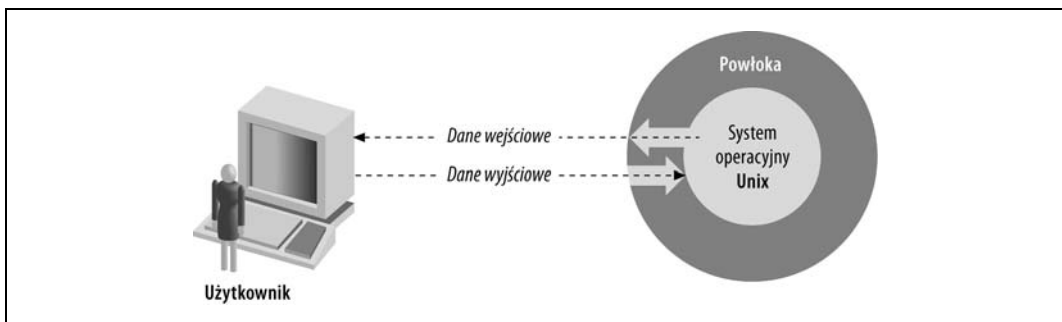 Powłoka
System
operacyjny
Unix
Dane wejściowe
Dane wyjściowe
Użytkownik